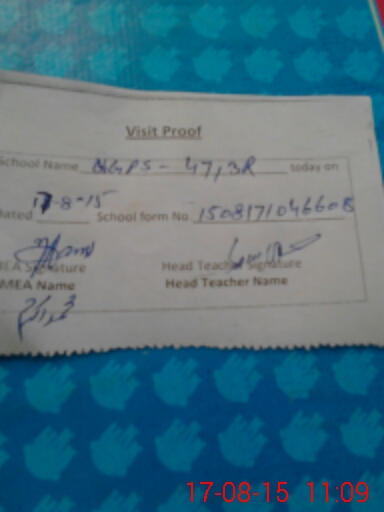 Visit Proof
School Name GGPS - 47/3R today on
Dated 17-8-15 School form No 150817104660B
MEA Signature Head Teacher Signature
MEA Name Head Teacher Name
17-08-15 11:09